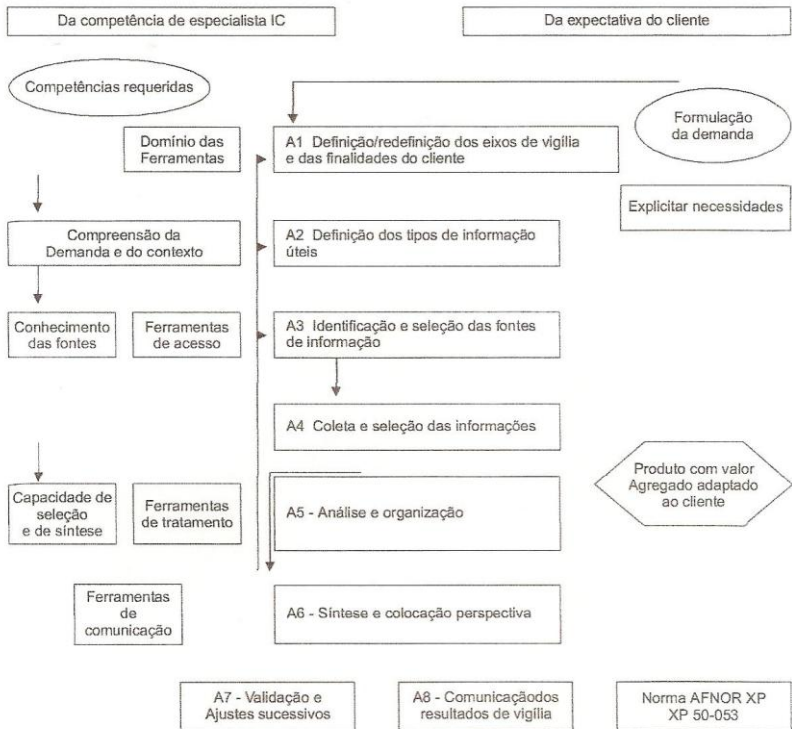 Da competência de especialista IC
Da expectativa do cliente
Competências requeridas
Formulação
da demanda
Domínio das
Ferramentas
A1 Definição/redefinição dos eixos de vigília
e das finalidades do cliente
Explicitar necessidades
Compreensão da
Demanda e do contexto
A2 Definição dos tipos de informação
úteis
Conhecimento
das fontes
Ferramentas
de acesso
A3 Identificação e seleção das fontes
de informação
A4 Coleta e seleção das informações
Produto com valor
Agregado adaptado
ao cliente
Capacidade de
seleção
e de síntese
Ferramentas
de tratamento
A5 - Análise e organização
Ferramentas
de
comunicação
A6 - Síntese e colocação perspectiva
A7 - Validação e
Ajustes sucessivos
A8 - Comunicaçãodos
resultados de vigília
Norma AFNOR XP
XP 50-053